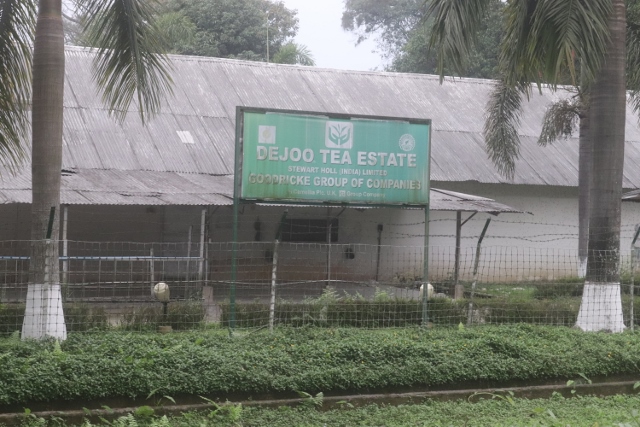 DEJOO TEA ESTATE
STEWART HOLL (INDIA) LIMITED
GOODRICKE GROUP OF COMPANIES